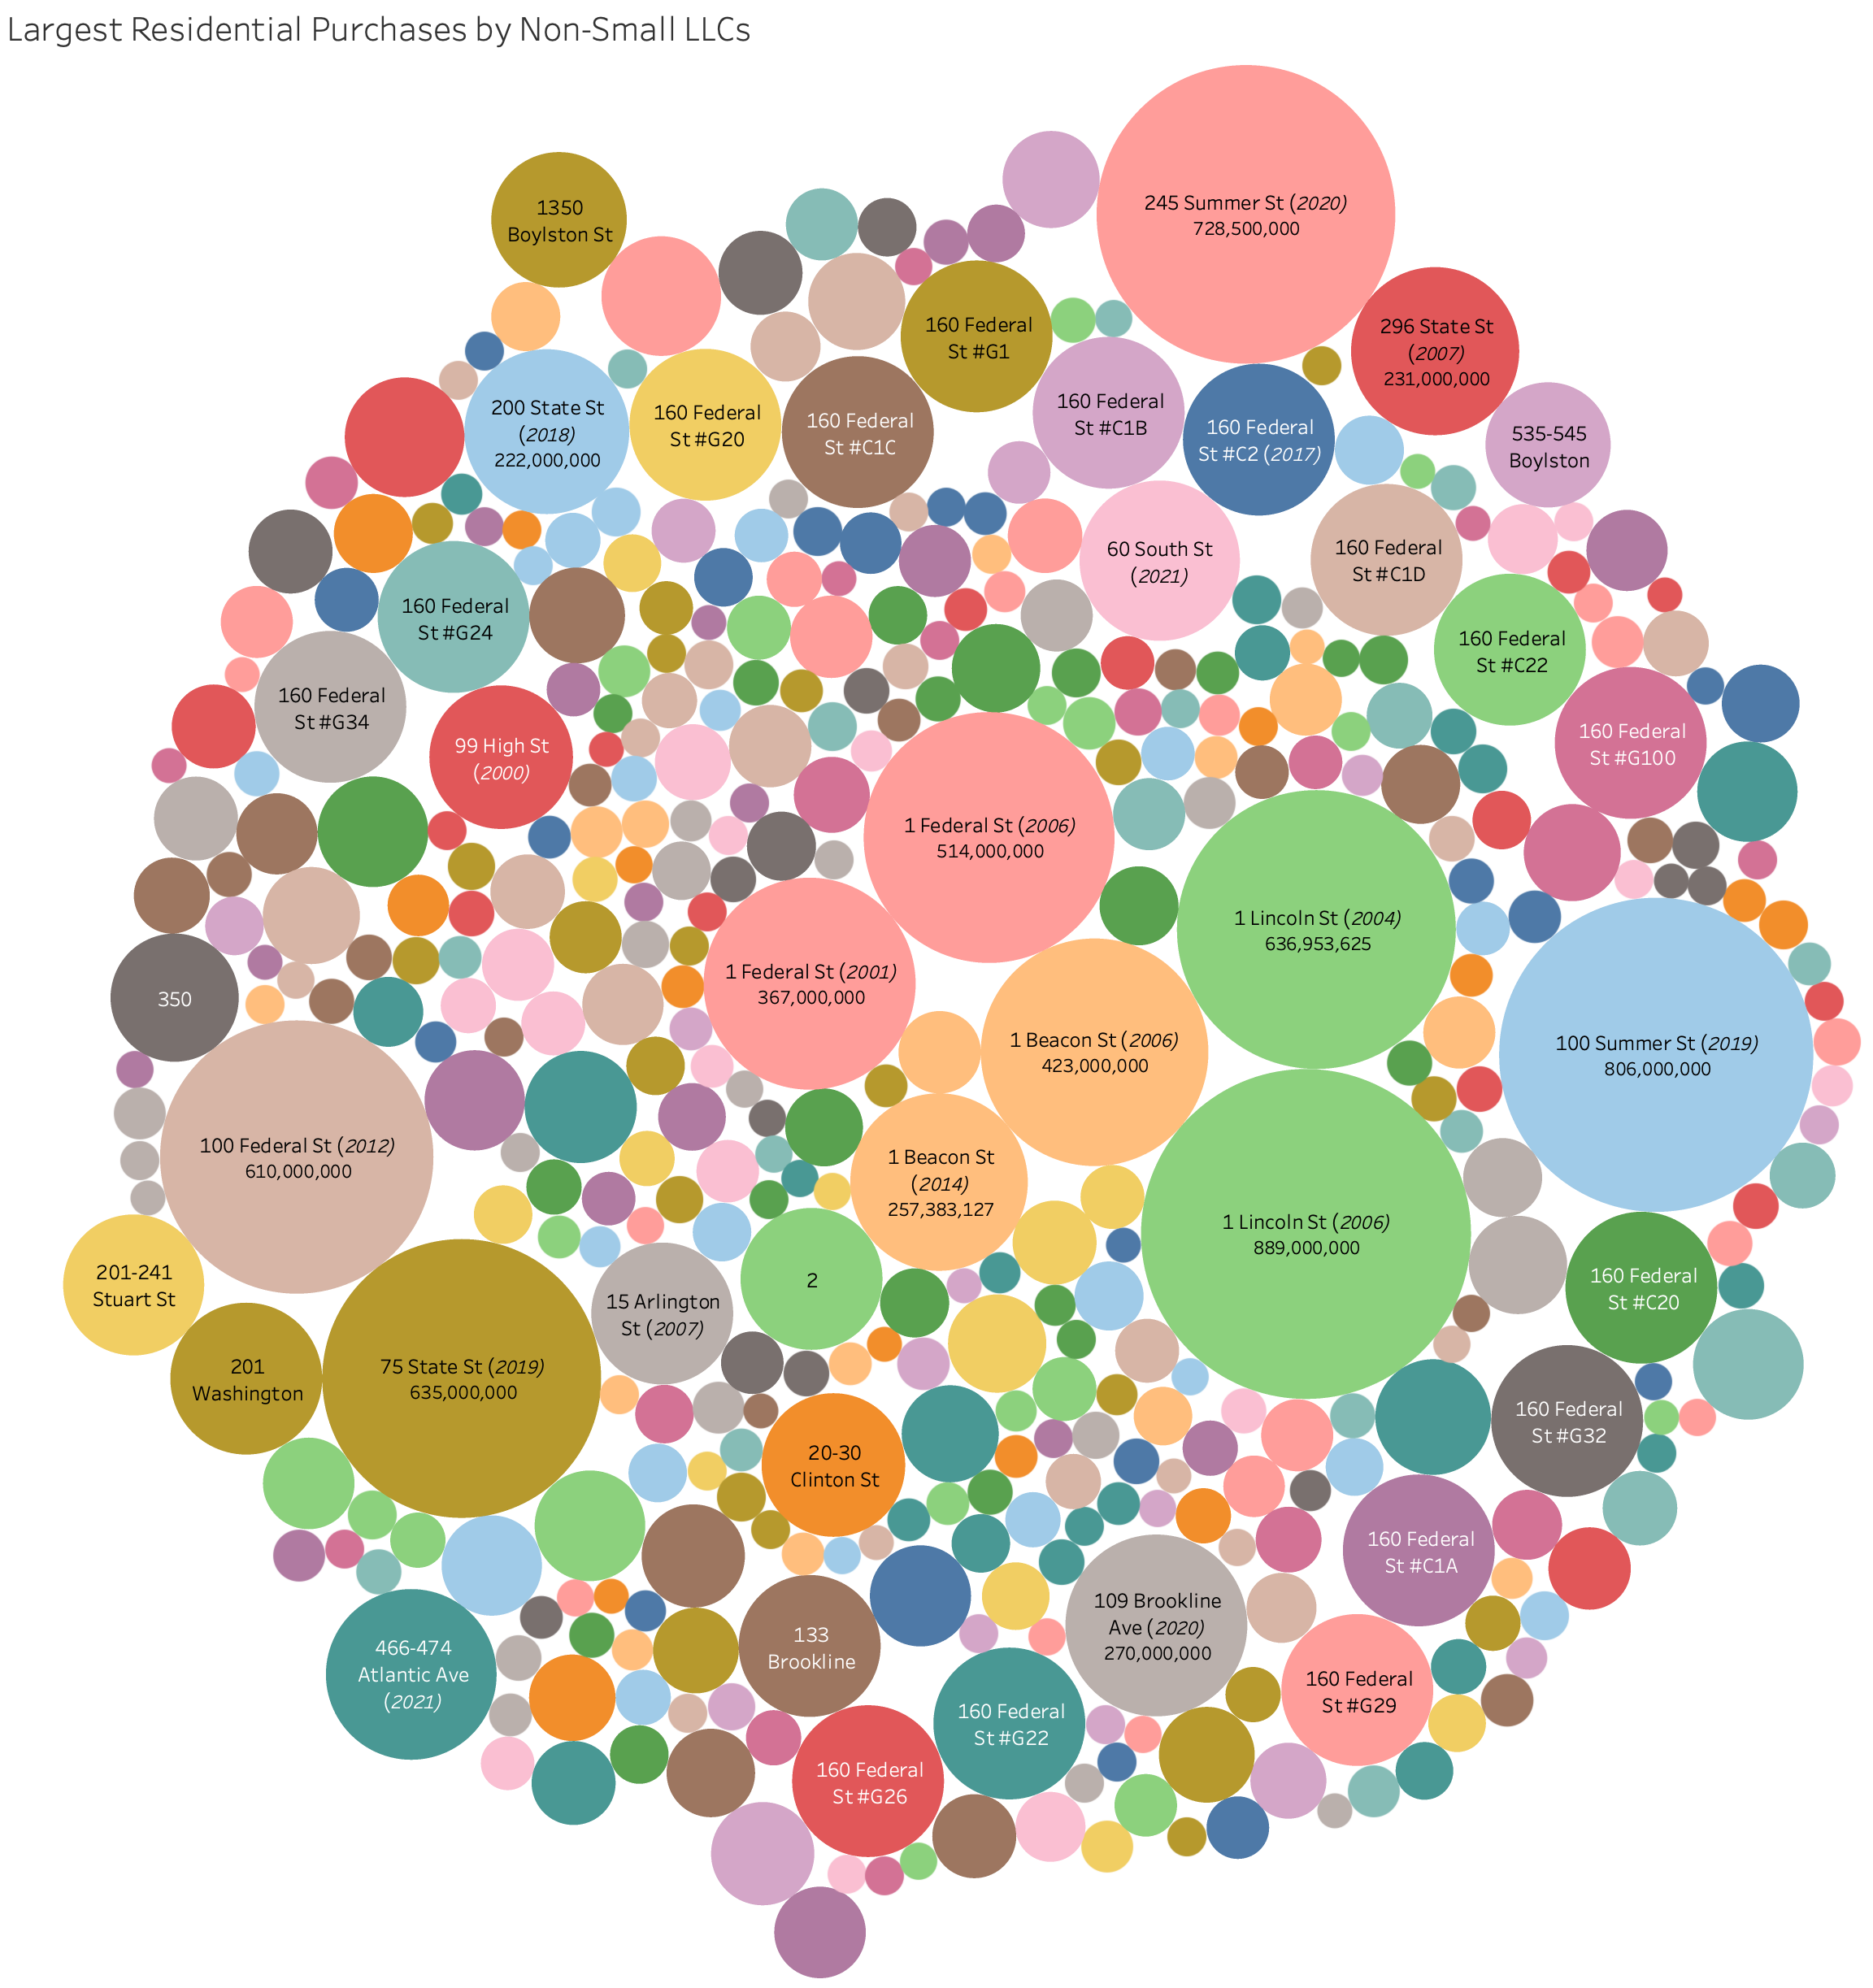 Largest Residential Purchases by Non-Small LLCs
1350
Boylston St
245 Summer St (2020)
728,500,000
160 Federal
St #G1
296 State St
(2007)
231,000,000
200 State St
(2018)
222,000,000
160 Federal
St #G20
160 Federal
St #C1C
160 Federal
St #C1B
160 Federal
St #C2 (2017)
535-545
Boylston
60 South St
(2021)
160 Federal
St #C1D
160 Federal
St #G24
160 Federal
St #C22
160 Federal
St #G34
99 High St
(2000)
160 Federal
St #G100
1 Federal St (2006)
514,000,000
1 Lincoln St (2004)
636,953,625
350
1 Federal St (2001)
367,000,000
1 Beacon St (2006)
423,000,000
100 Summer St (2019)
806,000,000
100 Federal St (2012)
610,000,000
1 Beacon St
(2014)
257,383,127
1 Lincoln St (2006)
889,000,000
201-241
Stuart St
15 Arlington
St (2007)
2
160 Federal
St #C20
201
Washington
75 State St (2019)
635,000,000
160 Federal
St #G32
20-30
Clinton St
160 Federal
St #C1A
466-474
Atlantic Ave
(2021)
133
Brookline
109 Brookline
Ave (2020)
270,000,000
160 Federal
St #G29
160 Federal
St #G22
160 Federal
St #G26